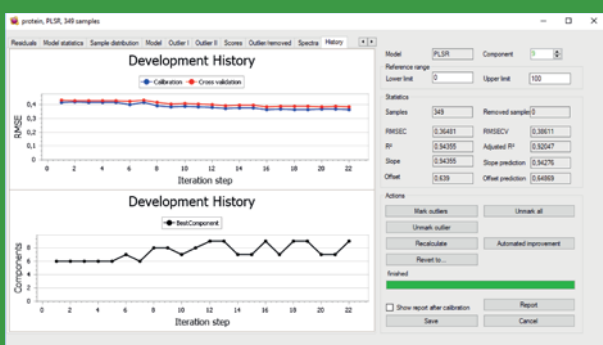 protein, PLSR, 349 samples
Residuals Model statistics Sample distribution Model Outlier I Outlier II Scores Outlier/removed Spectra History
Development History
Calibration Cross validation
RMSE
0,4
0,3
0,2
0,1
0
0 2 4 6 8 10 12 14 16 18 20 22
Iteration step
Development History
BestComponent
Components
8
6
4
2
0
0 2 4 6 8 10 12 14 16 18 20 22
Iteration step
Model PLSR Component 9
Reference range
Lower limit 0 Upper limit 100
Statistics
Samples 349 Removed samples 0
RMSEC 0,36481 RMSECV 0,38611
R² 0,94355 Adjusted R² 0,92047
Slope 0,94355 Slope prediction 0,94276
Offset 0,639 Offset prediction 0,64869
Actions
Mark outliers Unmark all
Unmark outlier
Recalculate Automated improvement
Revert to...
finished
Show report after calibration Report
Save Cancel